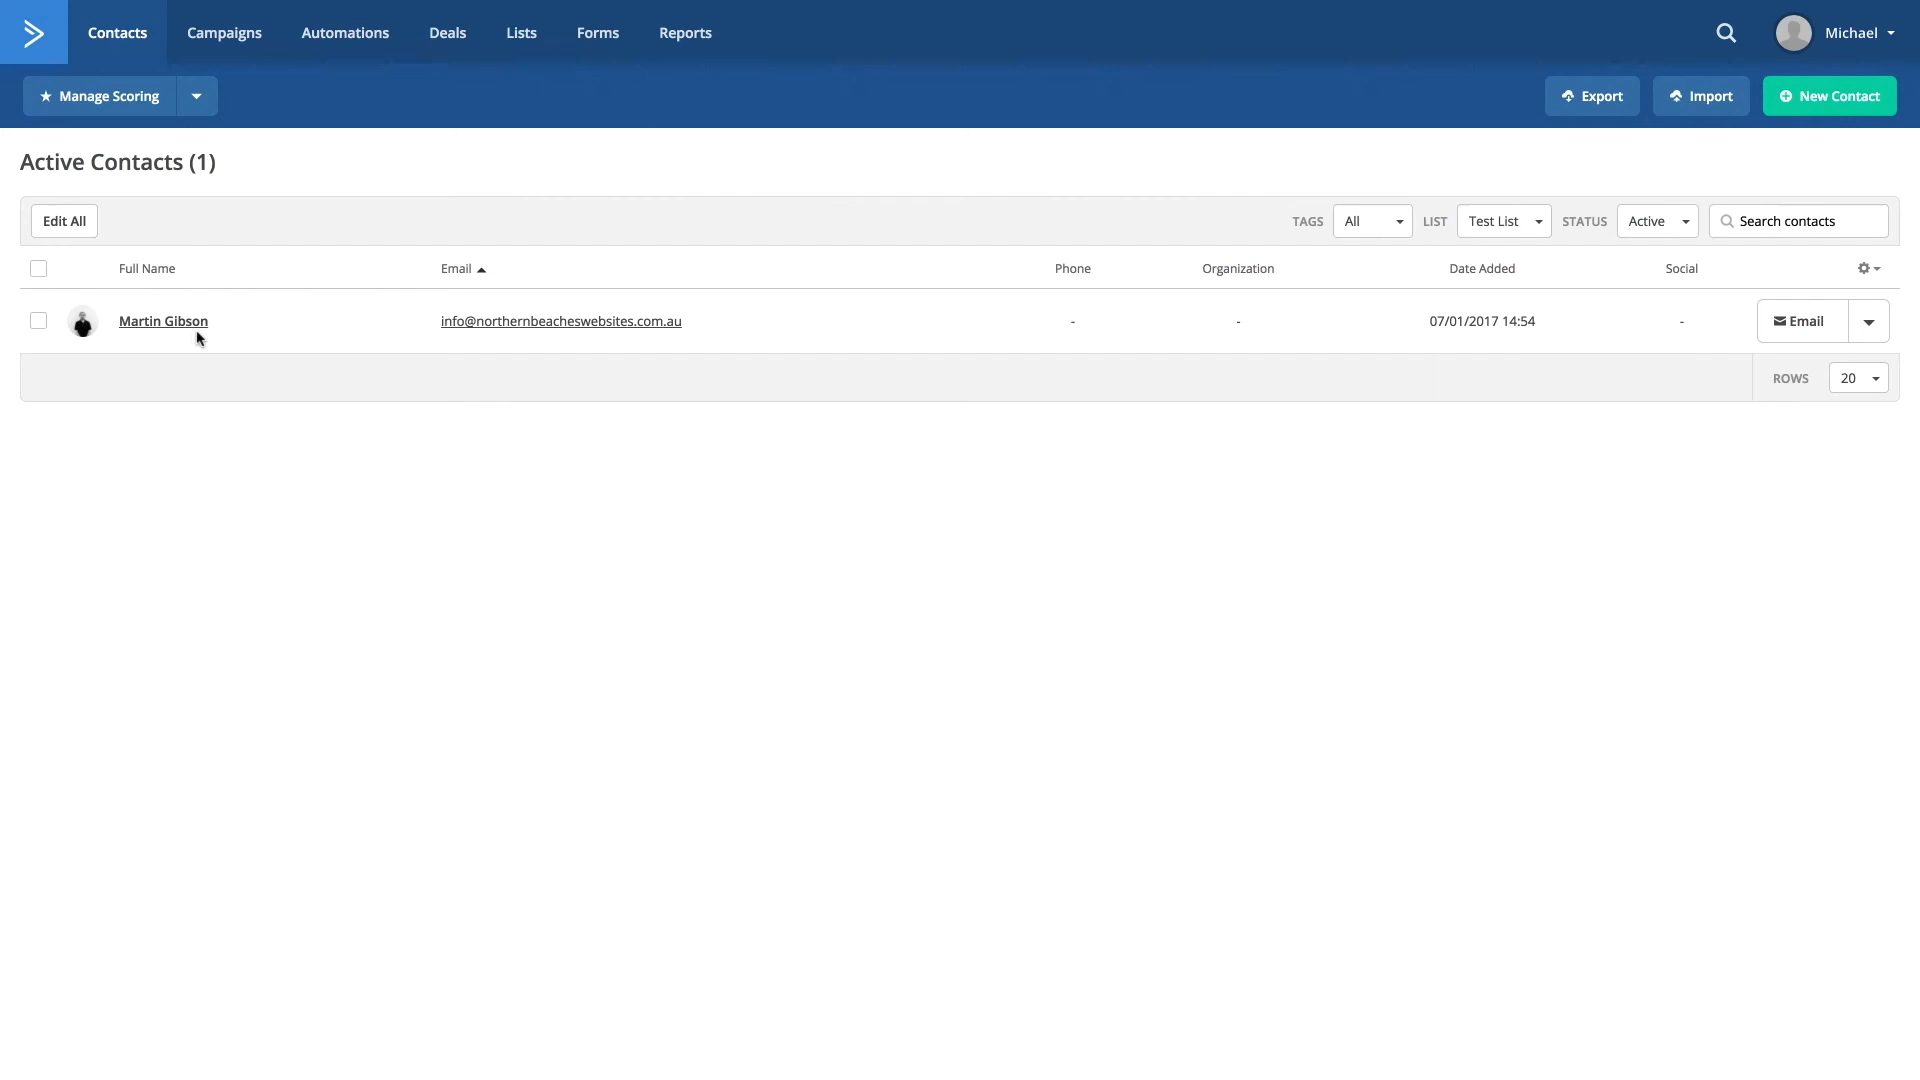 Contacts Campaigns Automations Deals Lists Forms Reports Michael
Manage Scoring Export Import New Contact
Active Contacts (1)
Edit All TAGS All LIST Test List STATUS Active Search contacts
Full Name Email Phone Organization Date Added Social
Martin Gibson info@northernbeacheswebsites.com.au - - 07/01/2017 14:54 - Email
ROWS 20